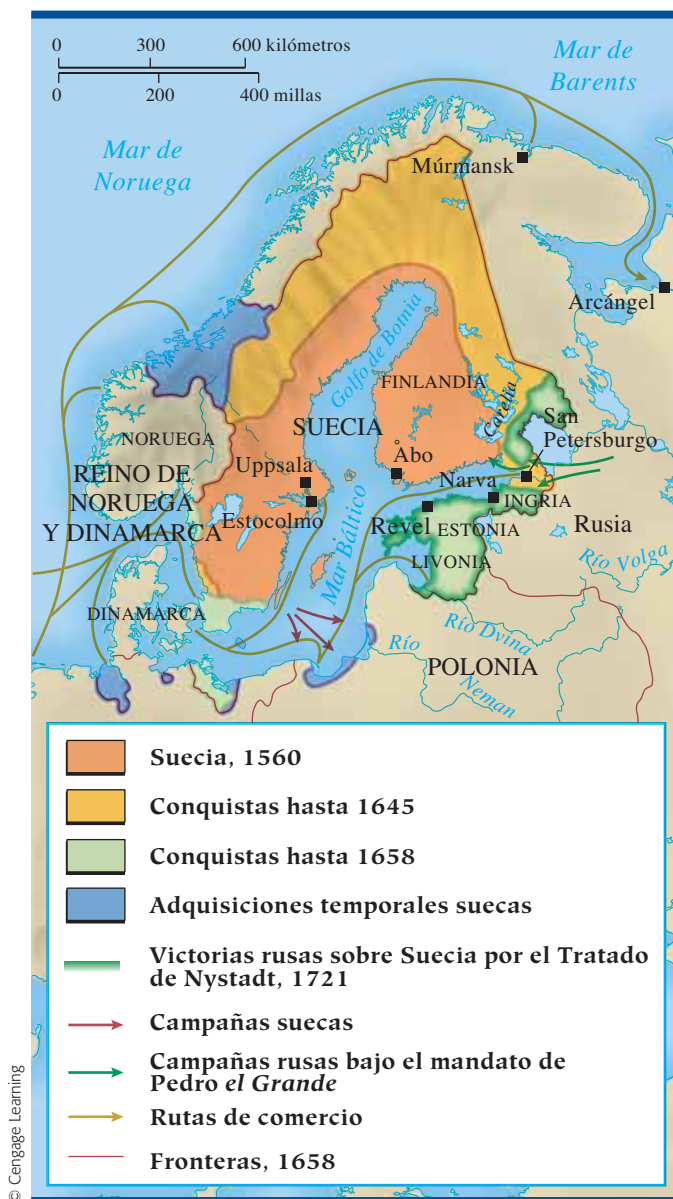 0 300 600 kilómetros
0 200 400 millas
Mar de
Barents
Mar de
Noruega
Múrmansk
Arcángel
Golfo de Botnia
FINLANDIA
Carelia
San
Petersburgo
SUECIA
NORUEGA
Åbo
Uppsala
REINO DE
NORUEGA
Y DINAMARCA
Narva
INGRIA
Estocolmo
Revel
ESTONIA
Rusia
Mar Báltico
LIVONIA
Río Volga
DINAMARCA
Río Dvina
Río
Neman
POLONIA
Suecia, 1560
Conquistas hasta 1645
Conquistas hasta 1658
Adquisiciones temporales suecas
Victorias rusas sobre Suecia por el Tratado
de Nystadt, 1721
Campañas suecas
Campañas rusas bajo el mandato de
Pedro el Grande
Rutas de comercio
Fronteras, 1658
© Cengage Learning